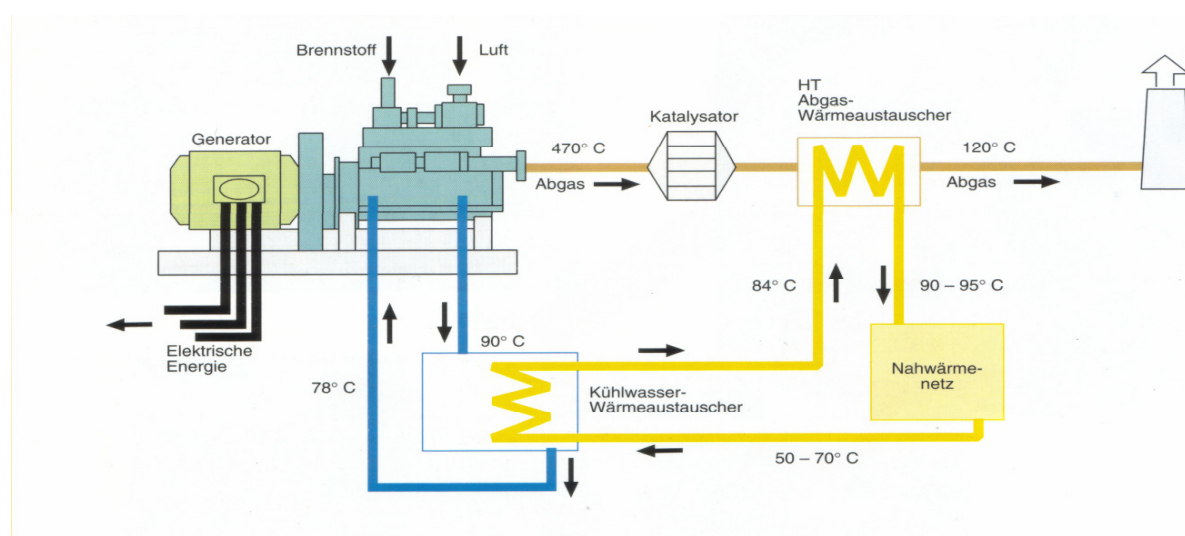 Brennstoff
Luft
HT
Abgas-
Wärmeaustauscher
Katalysator
Generator
470° C
120° C
Abgas
Abgas
84° C
90 – 95° C
Elektrische
Energie
90° C
78° C
Kühlwasser-
Wärmeaustauscher
Nahwärme-
netz
50 – 70° C